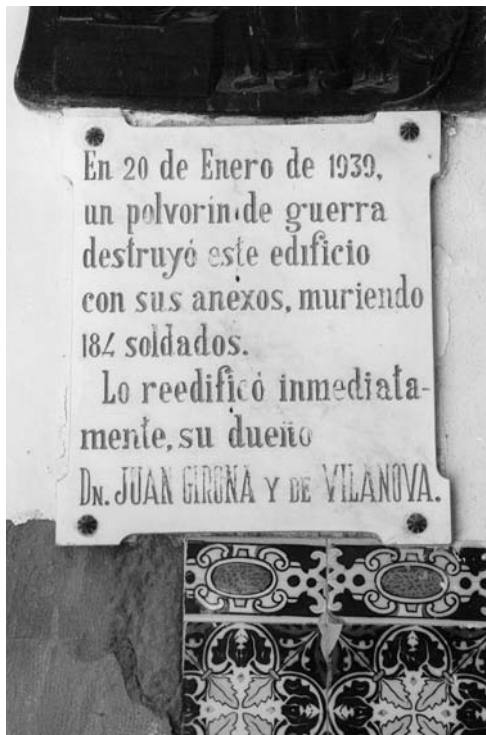 En 20 de Enero de 1939,
un polvorín de guerra
destruyó este edificio
con sus anexos, muriendo
184 soldados.
Lo reedificó inmediata-
mente, su dueño
DN. JUAN GIRONA Y DE VILANOVA.